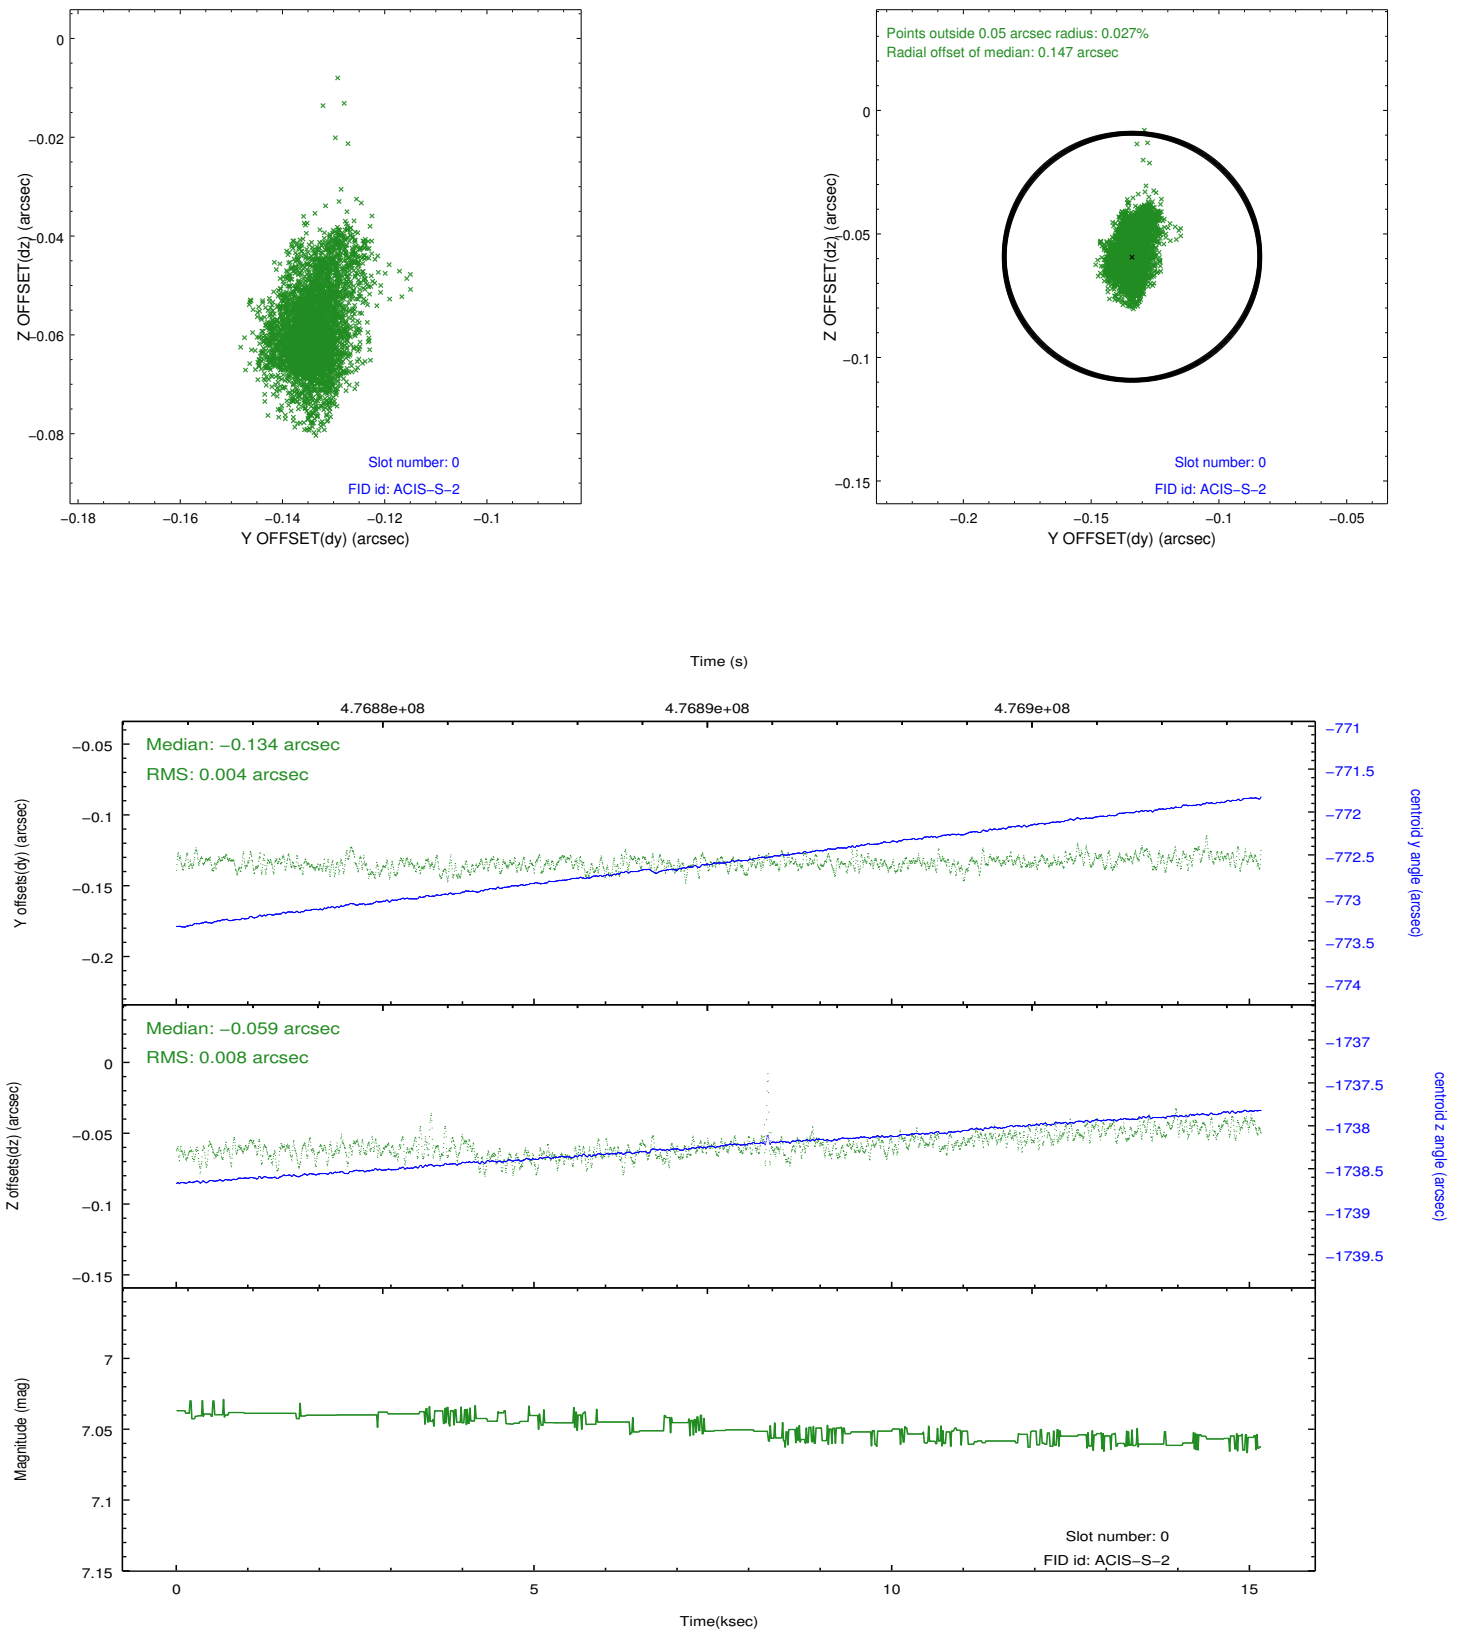 0
−0.02
−0.04
−0.06
−0.08
Z OFFSET(dz) (arcsec)
Slot number: 0
FID id: ACIS−S−2
−0.18
−0.16
−0.14
−0.12
−0.1
Y OFFSET(dy) (arcsec)
Points outside 0.05 arcsec radius: 0.027%
Radial offset of median: 0.147 arcsec
0
−0.05
−0.1
−0.15
Z OFFSET(dz) (arcsec)
Slot number: 0
FID id: ACIS−S−2
−0.2
−0.15
−0.1
−0.05
Y OFFSET(dy) (arcsec)
Time (s)
4.7688e+08
4.7689e+08
4.769e+08
Median: −0.134 arcsec
RMS: 0.004 arcsec
−0.05
−0.1
−0.15
−0.2
Y offsets(dy) (arcsec)
−771
−771.5
−772
−772.5
−773
−773.5
−774
centroid y angle (arcsec)
Median: −0.059 arcsec
RMS: 0.008 arcsec
0
−0.05
−0.1
−0.15
Z offsets(dz) (arcsec)
−1737
−1737.5
−1738
−1738.5
−1739
−1739.5
centroid z angle (arcsec)
7
7.05
7.1
7.15
Magnitude (mag)
Slot number: 0
FID id: ACIS−S−2
0
5
10
15
Time(ksec)